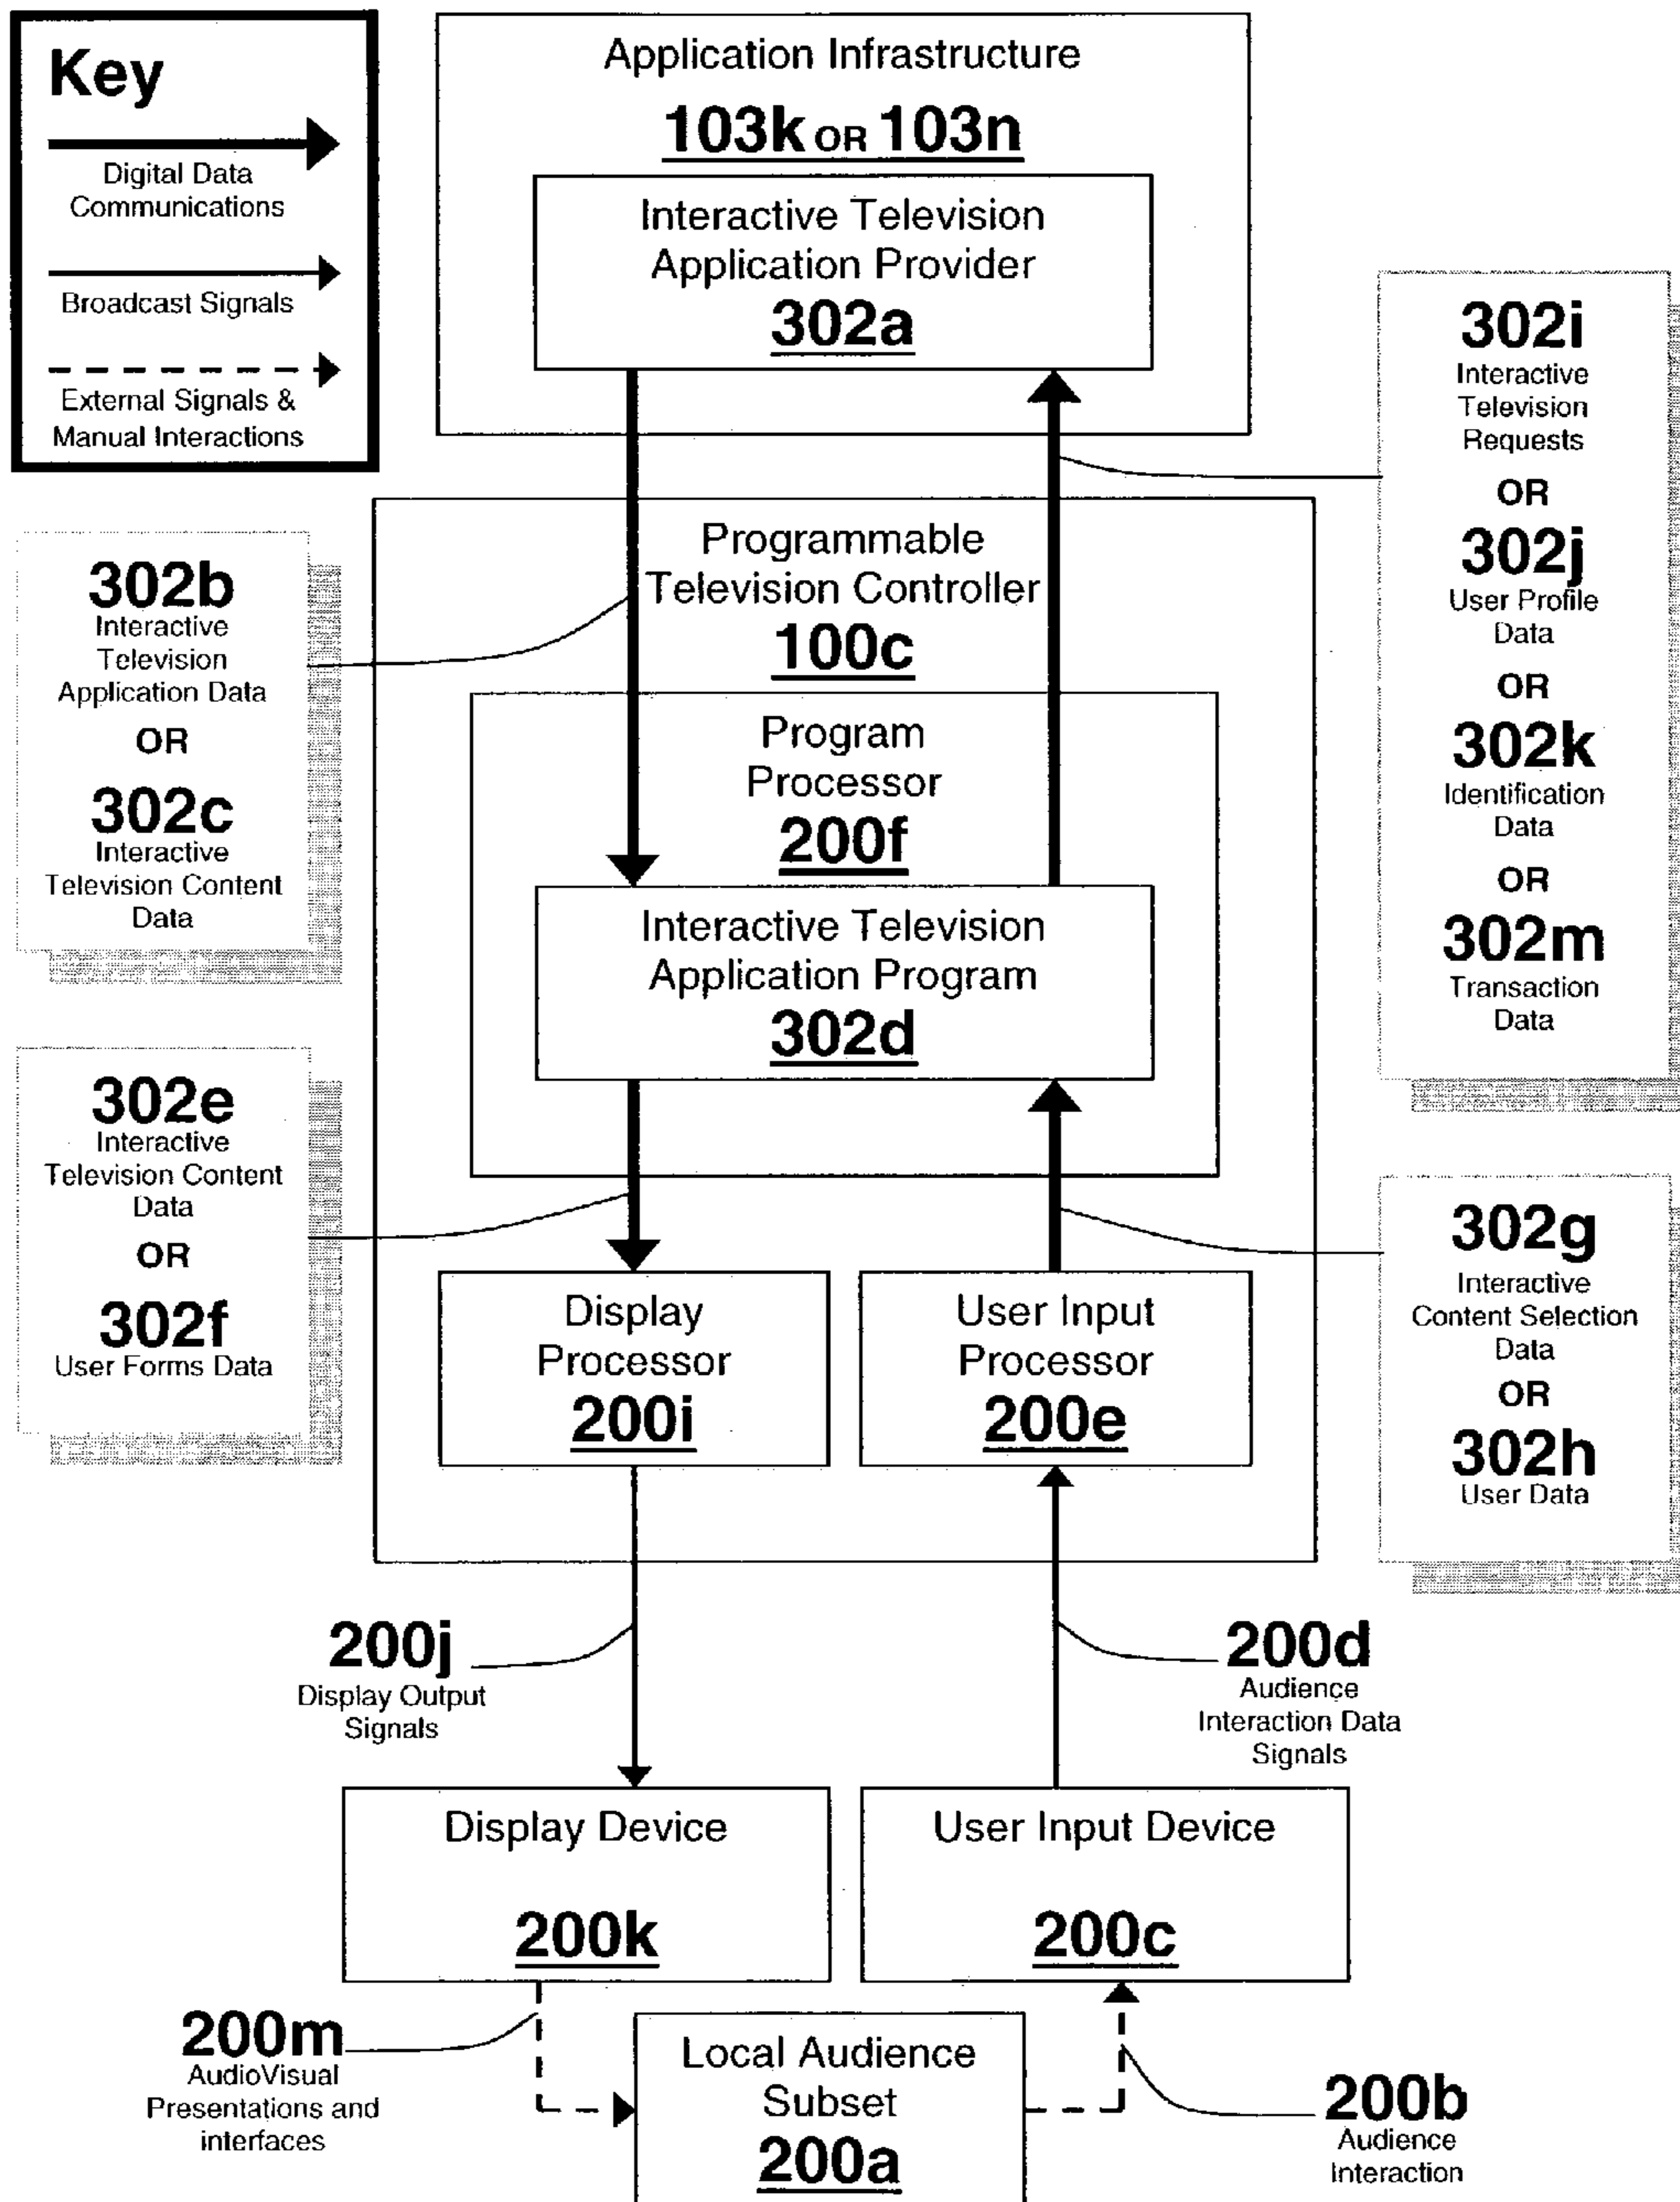 Key
Digital Data
Communications
Broadcast Signals
External Signals &
Manual Interactions
Application Infrastructure
103k OR 103n
Interactive Television
Application Provider
302a
302i
Interactive
Television
Requests
OR
302j
User Profile
Data
OR
302k
Identification
Data
OR
302m
Transaction
Data
302b
Interactive
Television
Application Data
OR
302c
Interactive
Television Content
Data
Programmable
Television Controller
100c
Program
Processor
200f
Interactive Television
Application Program
302d
302e
Interactive
Television Content
Data
OR
302f
User Forms Data
302g
Interactive
Content Selection
Data
OR
302h
User Data
Display
Processor
200i
User Input
Processor
200e
200j
Display Output
Signals
200d
Audience
Interaction Data
Signals
Display Device
200k
User Input Device
200c
200m
AudioVisual
Presentations and
interfaces
Local Audience
Subset
200a
200b
Audience
Interaction